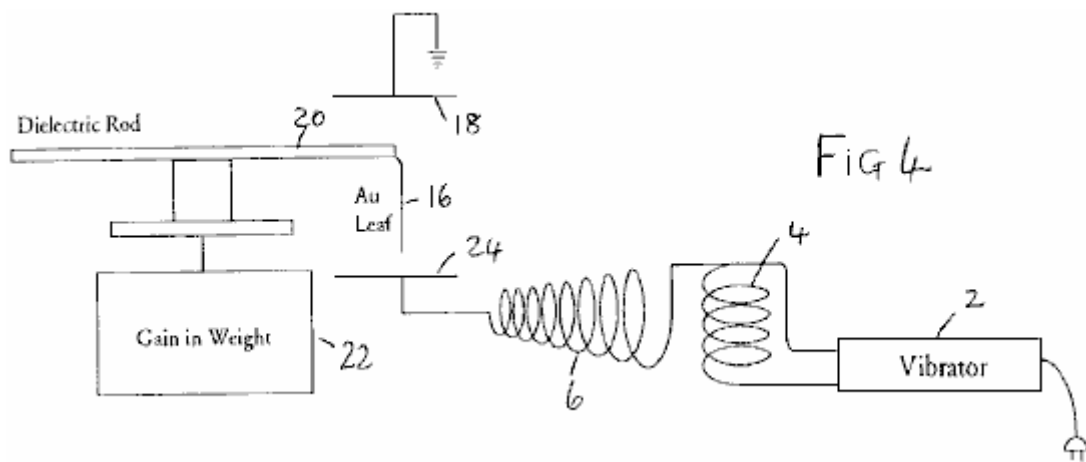 18
Dielectric Rod
20
FIG 4
Au
Leaf
16
24
4
2
Gain in Weight
22
6
Vibrator